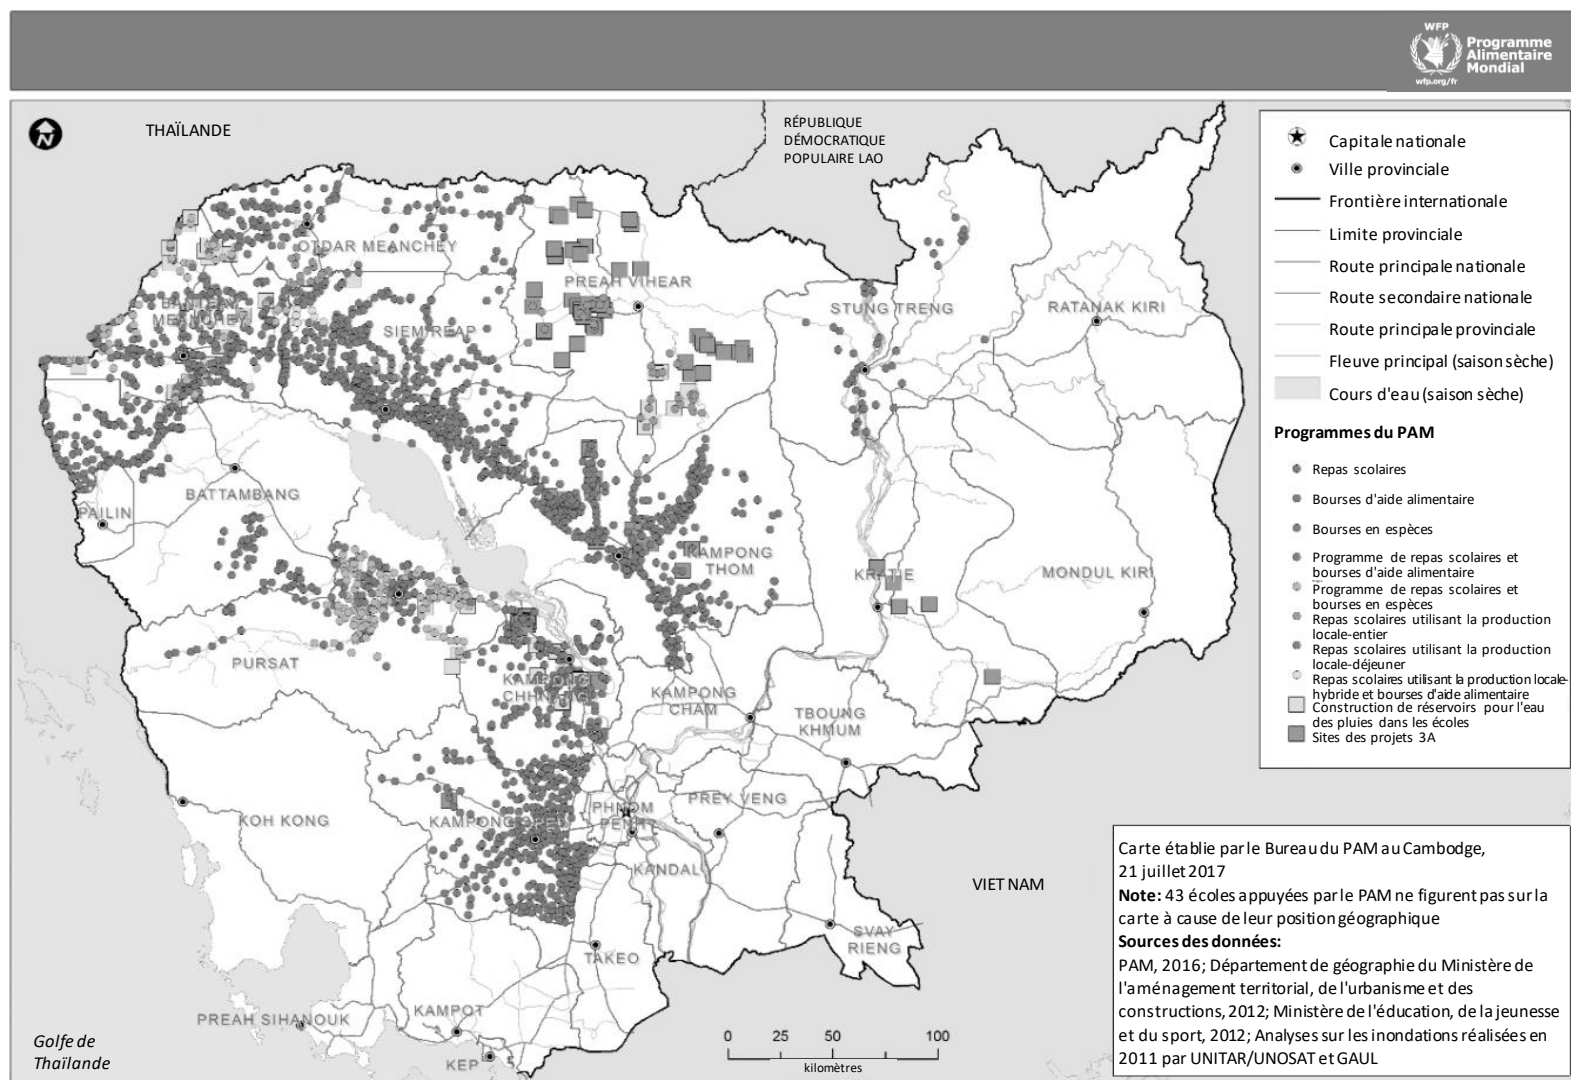 WFP
Programme
Alimentaire
Mondial
wfp.org/fr
THAÏLANDE
RÉPUBLIQUE
DÉMOCRATIQUE
POPULAIRE LAO
N
OTDAR MEANCHEY
BANTEAY
MEANCHEY
SIEM REAP
PREAH VIHEAR
STUNG TRENG
RATANAK KIRI
BATTAMBANG
PAILIN
KAMPONG
THOM
KRATIE
MONDUL KIRI
PURSAT
KAMPONG
CHHNANG
KAMPONG
CHAM
TBOUNG
KHMUM
KOH KONG
KAMPONG SPEU
PHNOM
PENH
PREY VENG
KANDAL
VIET NAM
SVAY
RIENG
TAKEO
KAMPOT
PREAH SIHANOUK
KEP
Golfe de
Thaïlande
0 25 50 100
kilomètres
Capitale nationale
Ville provinciale
Frontière internationale
Limite provinciale
Route principale nationale
Route secondaire nationale
Route principale provinciale
Fleuve principal (saison sèche)
Cours d'eau (saison sèche)
Programmes du PAM
Repas scolaires
Bourses d'aide alimentaire
Bourses en espèces
Programme de repas scolaires et
bourses d'aide alimentaire
Programme de repas scolaires et
bourses en espèces
Repas scolaires utilisant la production
locale-entier
Repas scolaires utilisant la production
locale-déjeuner
Repas scolaires utilisant la production locale-
hybride et bourses d'aide alimentaire
Construction de réservoirs pour l'eau
des pluies dans les écoles
Sites des projets 3A
Carte établie par le Bureau du PAM au Cambodge,
21 juillet 2017
Note: 43 écoles appuyées par le PAM ne figurent pas sur la
carte à cause de leur position géographique
Sources des données:
PAM, 2016; Département de géographie du Ministère de
l'aménagement territorial, de l'urbanisme et des
constructions, 2012; Ministère de l'éducation, de la jeunesse
et du sport, 2012; Analyses sur les inondations réalisées en
2011 par UNITAR/UNOSAT et GAUL